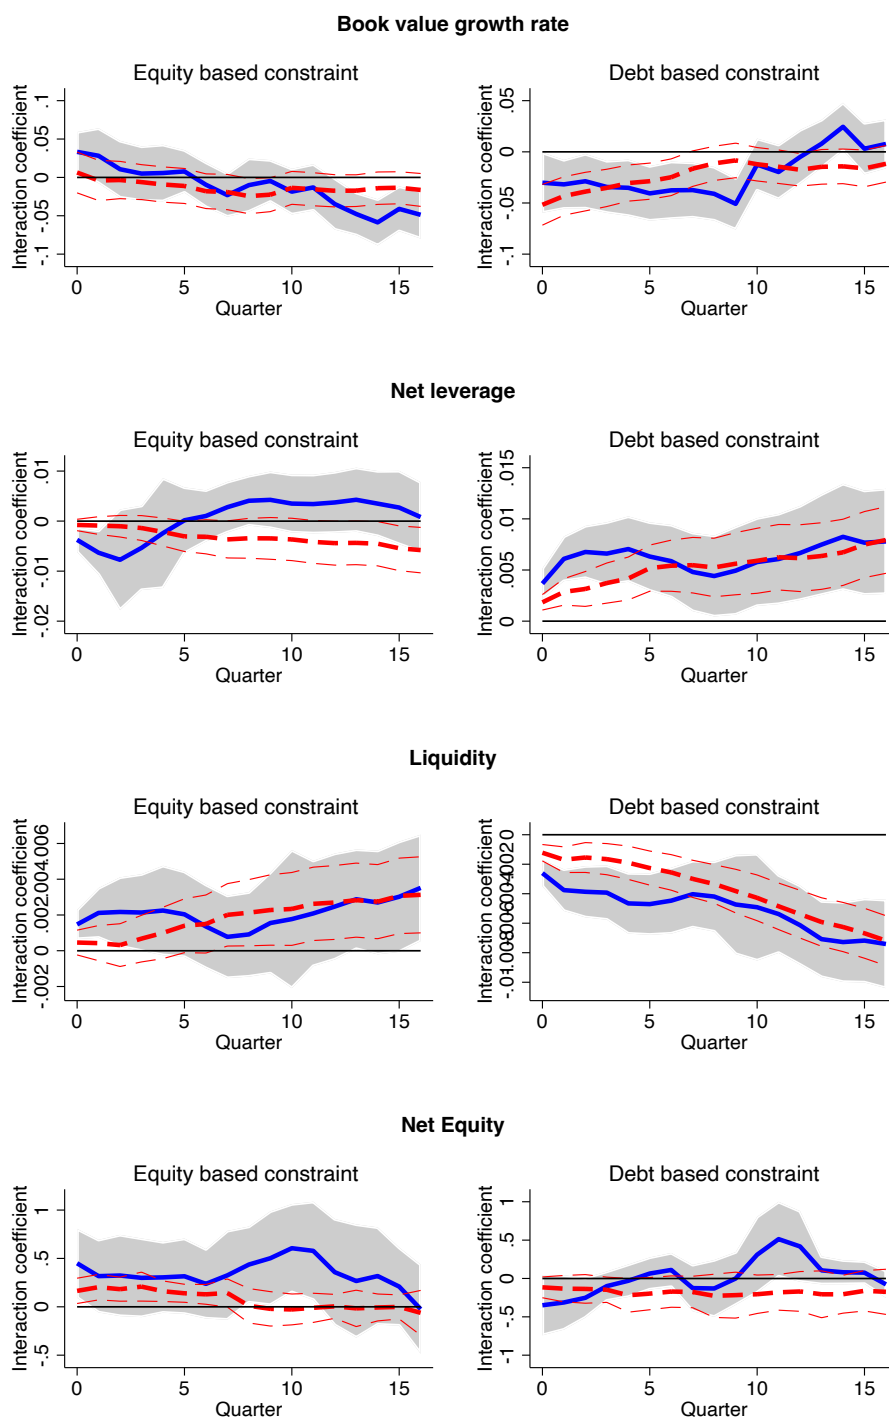 Book value growth rate
Equity based constraint
Debt based constraint
Interaction coefficient
.1
.05
0
-.05
-.1
0
5
10
15
Quarter
Interaction coefficient
.05
0
-.05
-.1
0
5
10
15
Quarter
Net leverage
Equity based constraint
Debt based constraint
Interaction coefficient
.01
0
-.01
-.02
0
5
10
15
Quarter
Interaction coefficient
.015
.01
.005
0
0
5
10
15
Quarter
Liquidity
Equity based constraint
Debt based constraint
Interaction coefficient
-.002 0 .002.004.006
0
5
10
15
Quarter
Interaction coefficient
-.01.008006004002 0
0
5
10
15
Quarter
Net Equity
Equity based constraint
Debt based constraint
Interaction coefficient
1
.5
0
-.5
0
5
10
15
Quarter
Interaction coefficient
1
.5
0
-.5
-1
0
5
10
15
Quarter